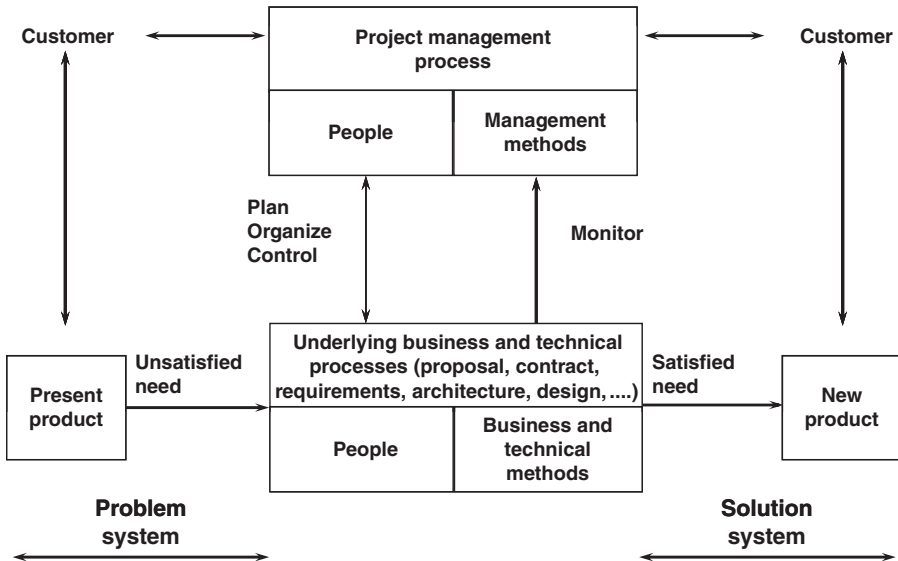 Customer
Project management
process
Customer
People
Management
methods
Plan
Organize
Control
Monitor
Unsatisfied
need
Underlying business and technical
processes (proposal, contract,
requirements, architecture, design, ....)
Satisfied
need
Present
product
New
product
People
Business and
technical
methods
Problem
system
Solution
system